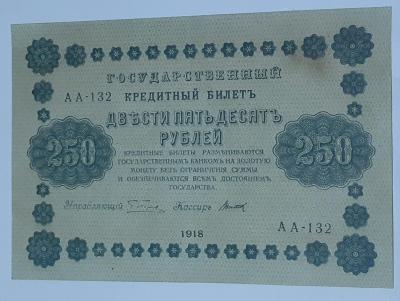 ГОСУДАРСТВЕННЫЙ
АА-132 КРЕДИТНЫЙ БИЛЕТЪ
ДВѢСТИ ПЯТЬДЕСЯТЪ
РУБЛЕЙ
250
250
КРЕДИТНЫЕ БИЛЕТЫ РАЗМѢНИВАЮТСЯ
ГОСУДАРСТВЕННЫМЪ БАНКОМЪ НА ЗОЛОТУЮ
МОНЕТУ БЕЗЪ ОГРАНИЧЕНІЯ СУММЫ
И ОБЕЗПЕЧИВАЮТСЯ ВСѢМЪ ДОСТОЯНІЕМЪ
ГОСУДАРСТВА.
Управляющій Кассиръ
АА-132
1918